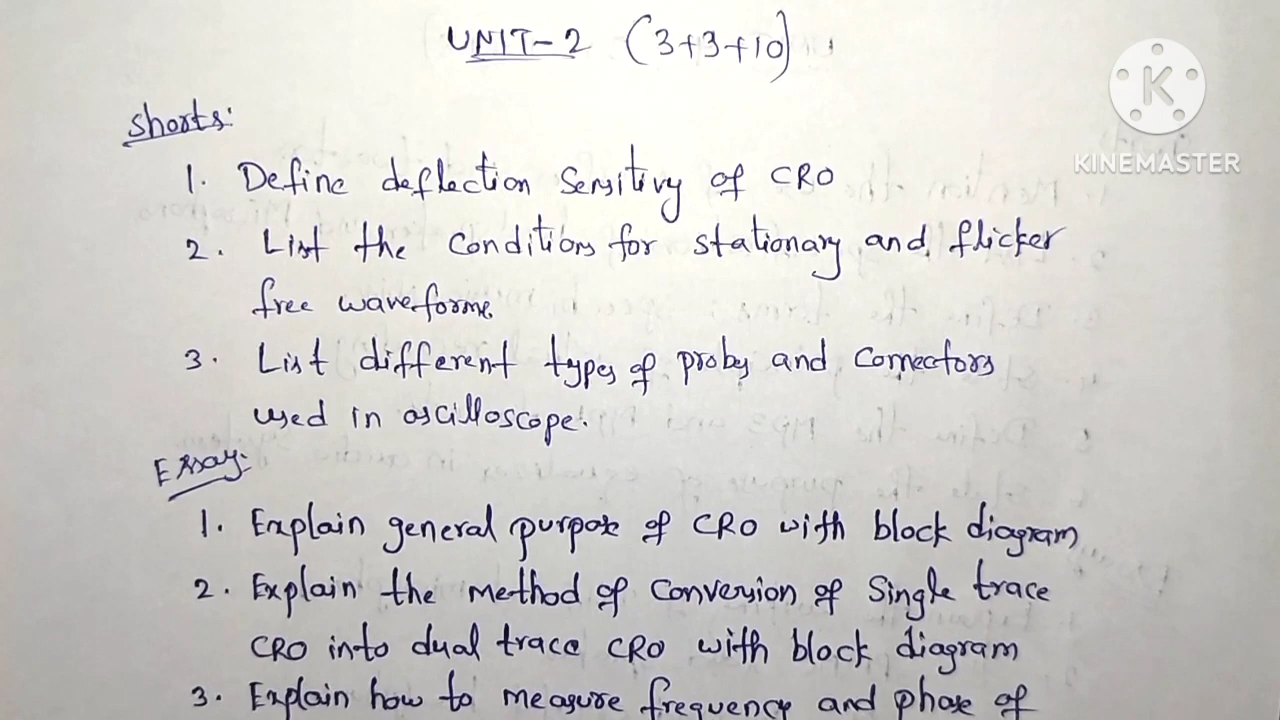 UNIT-2 (3+3+10)
K
KINEMASTER
Shorts:
1. Define deflection Sensitivy of CRO
2. List the Conditions for stationary and flicker
free waveforms.
3. List different types of probes and Connectors
used in oscilloscope.
Essay:
1. Explain general purpose of CRO with block diagram
2. Explain the method of Conversion of Single trace
CRO into dual trace CRO with block diagram
3. Explain how to measure frequency and phase of